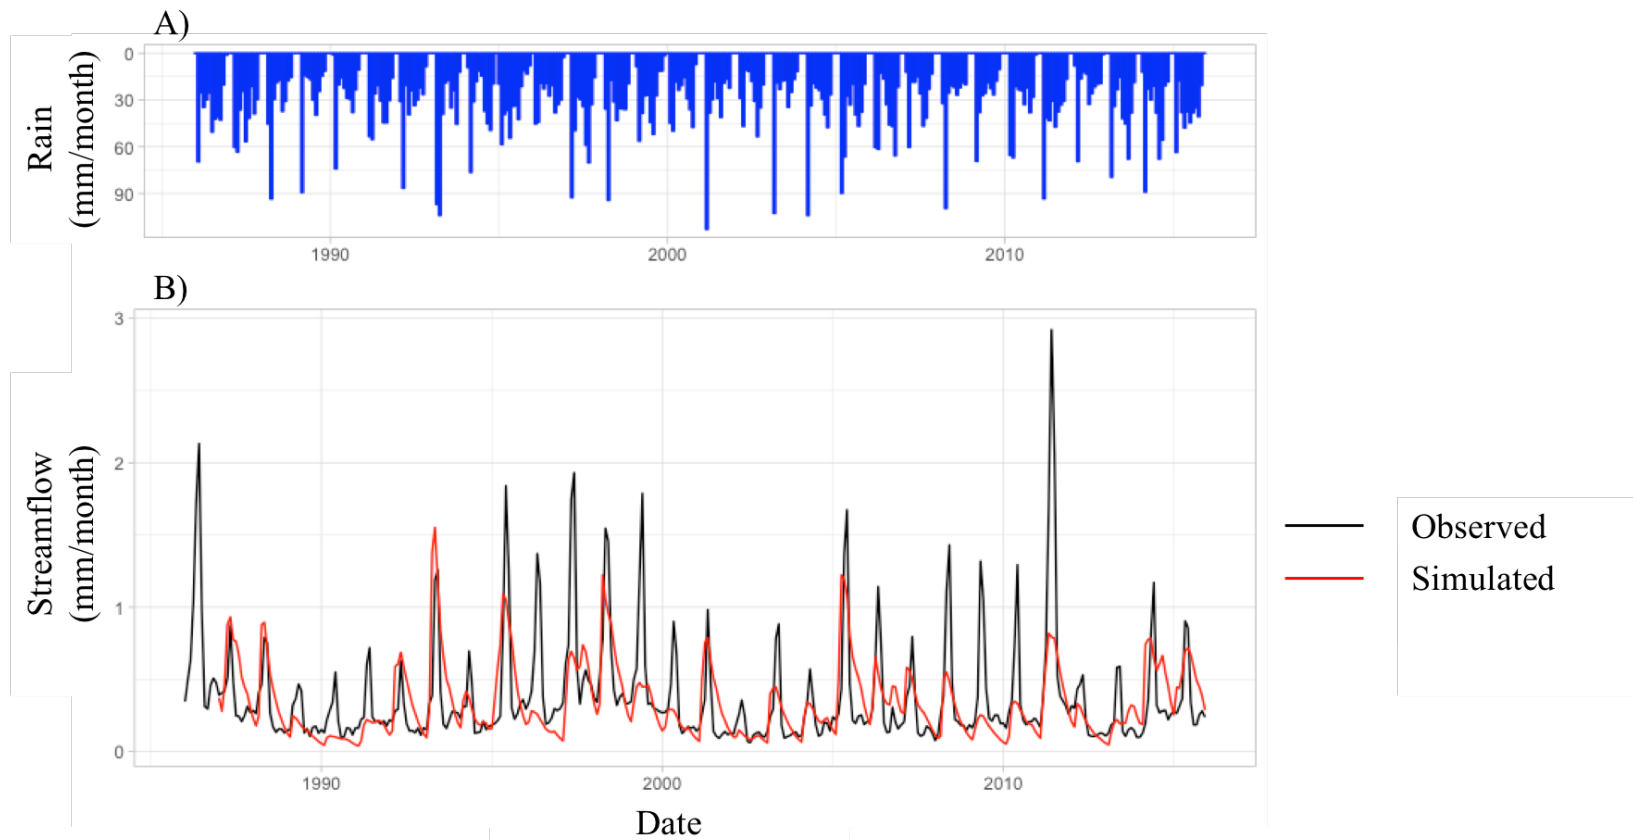 A)
Rain
(mm/month)
0
30
60
90
1990 2000 2010
B)
Streamflow
(mm/month)
3
2
1
0
1990 2000 2010
Date
Observed
Simulated